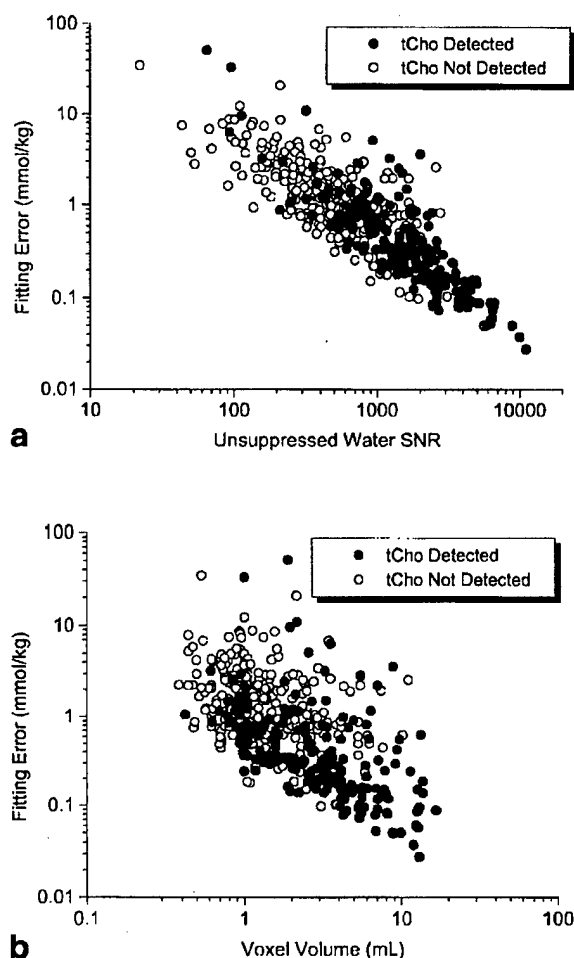 100
10
1
0.1
0.01
Fitting Error (mmol/kg)
tCho Detected
tCho Not Detected
10 100 1000 10000
Unsuppressed Water SNR
a
100
10
1
0.1
0.01
Fitting Error (mmol/kg)
tCho Detected
tCho Not Detected
0.1 1 10 100
Voxel Volume (mL)
b